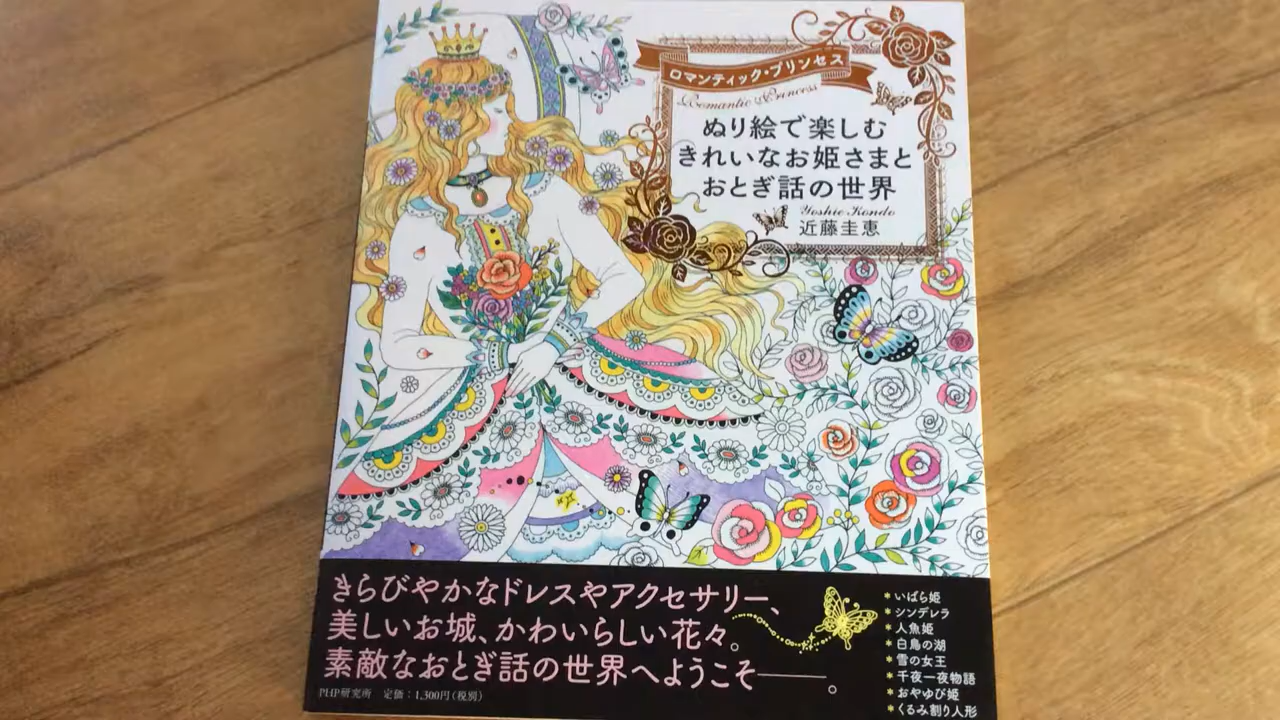 ロマンティック・プリンセス
Romantic Princess
ぬり絵で楽しむ
きれいなお姫さまと
おとぎ話の世界
Yoshie Kondo
近藤圭恵
きらびやかなドレスやアクセサリー、
美しいお城、かわいらしい花々。
素敵なおとぎ話の世界へようこそ——。
*いばら姫
*シンデレラ
*人魚姫
*白鳥の湖
*雪の女王
*千夜一夜物語
*おやゆび姫
*くるみ割り人形
PHP研究所 定価:1,300円(税別)